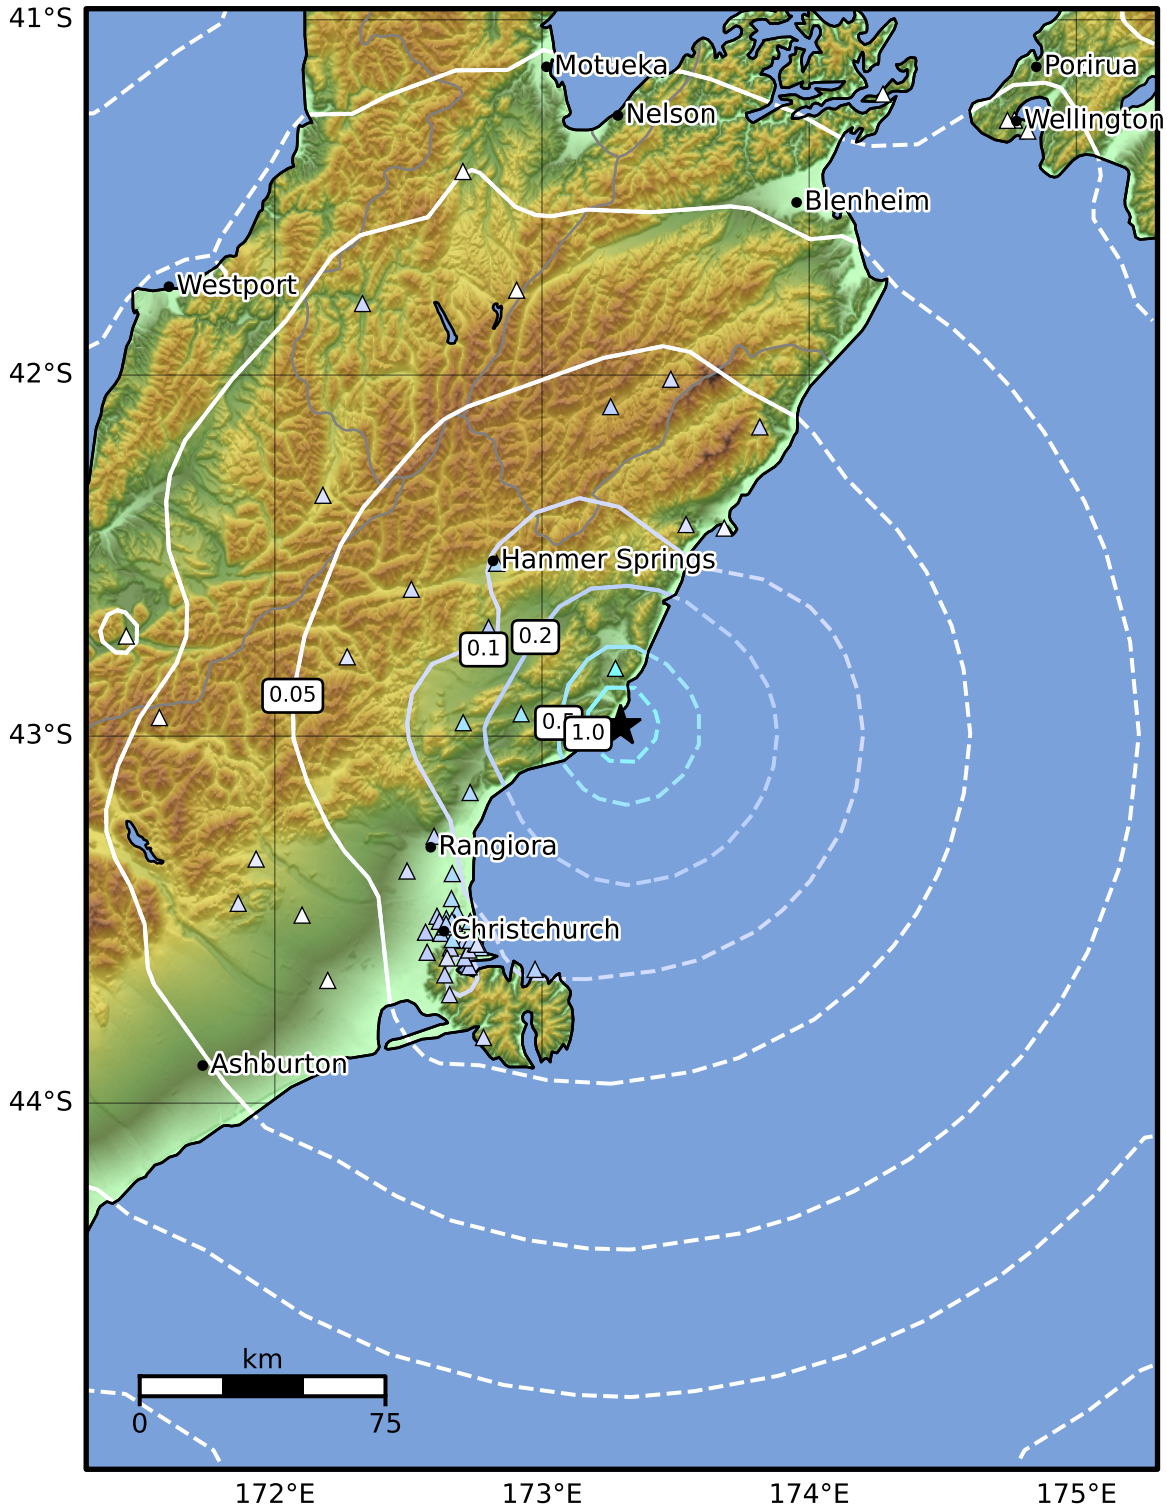 41°S
Motueka
Porirua
Nelson
Wellington
Blenheim
Westport
42°S
Hanmer Springs
0.2
0.1
0.05
1.0
43°S
Rangiora
Christchurch
Ashburton
44°S
km
0
75
172°E
173°E
174°E
175°E